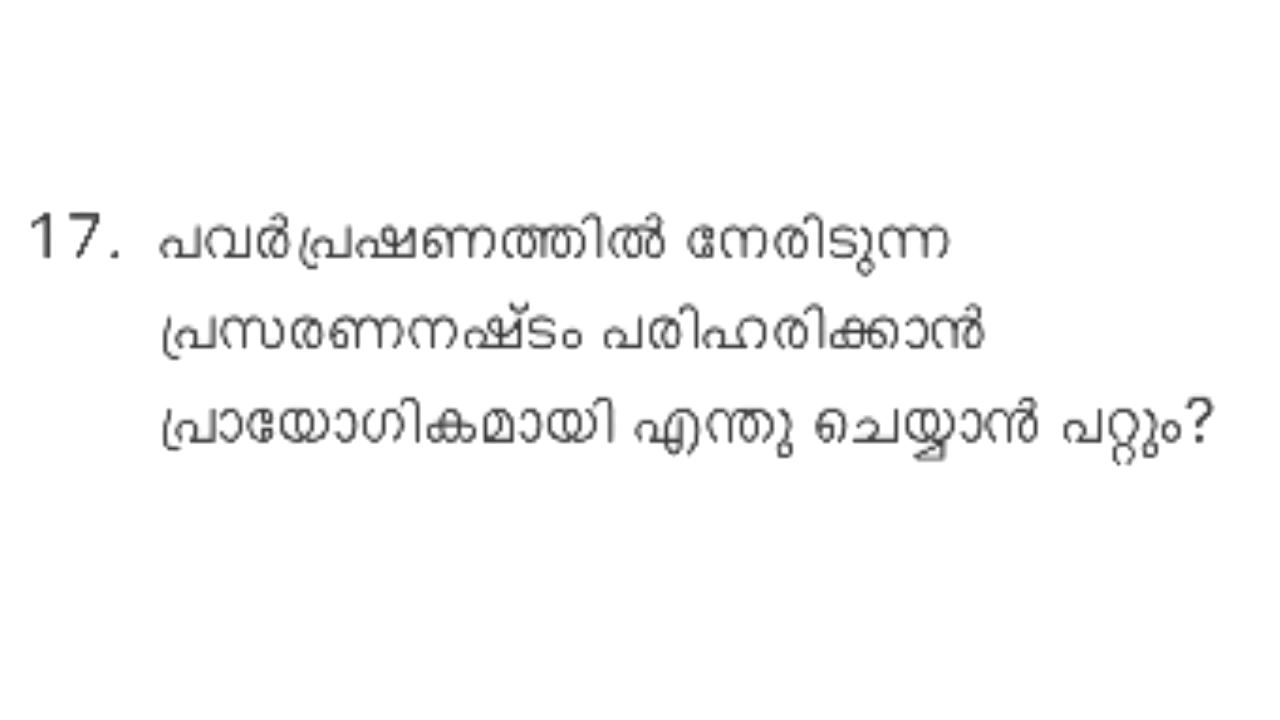 17. പവർപ്രഷണത്തിൽ നേരിടുന്ന
പ്രസരണനഷ്ടം പരിഹരിക്കാൻ
പ്രായോഗികമായി എന്തു ചെയ്യാൻ പറ്റും?